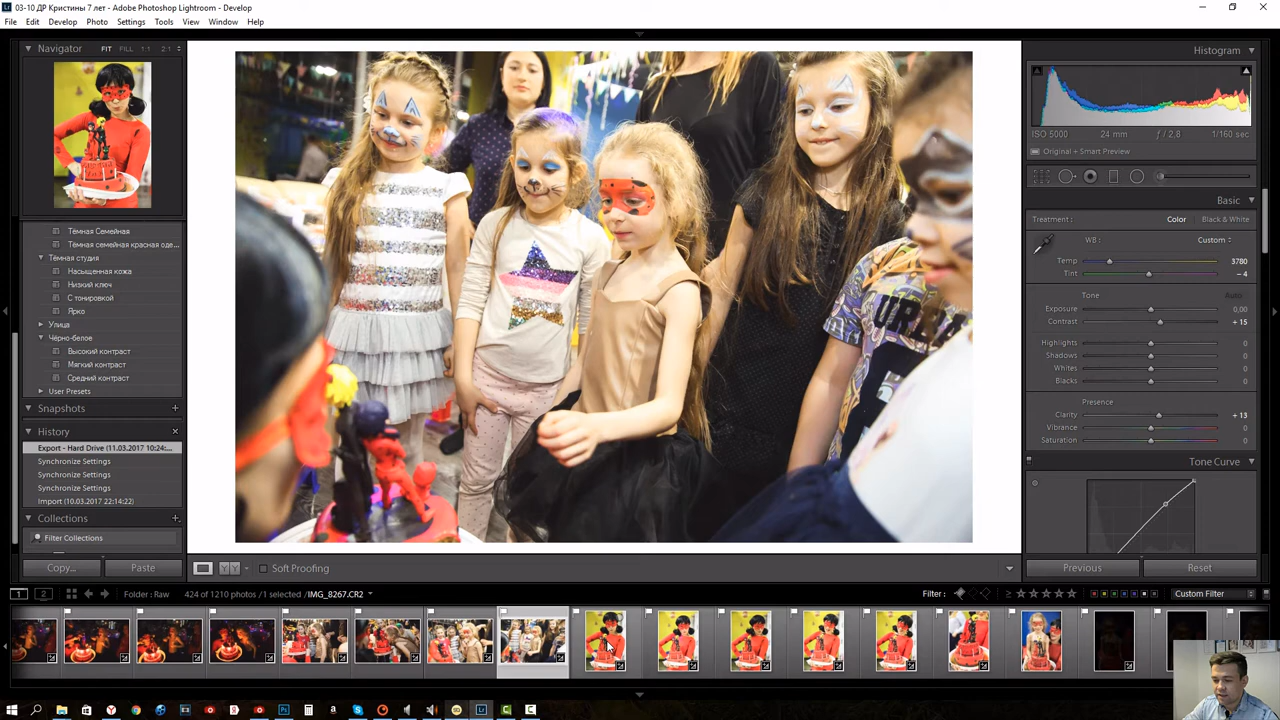 03-10 ДР Кристины 7 лет - Adobe Photoshop Lightroom - Develop
File Edit Develop Photo Settings Tools View Window Help
Navigator FIT FILL 1:1 2:1
Тёмная Семейная
Тёмная семейная красная оде...
Тёмная студия
Насыщенная кожа
Низкий ключ
С тонировкой
Ярко
Улица
Чёрно-белое
Высокий контраст
Мягкий контраст
Средний контраст
User Presets
Snapshots
History
Export - Hard Drive (11.03.2017 10:24:...
Synchronize Settings
Synchronize Settings
Synchronize Settings
Import (10.03.2017 22:14:22)
Collections
Filter Collections
Copy... Paste
URBA
Soft Proofing
Histogram
ISO 5000 24 mm ƒ / 2,8 1/160 sec
Original + Smart Preview
Basic
Treatment : Color Black & White
WB : Custom
Temp 3780
Tint - 4
Tone Auto
Exposure 0,00
Contrast + 15
Highlights 0
Shadows 0
Whites 0
Blacks 0
Presence
Clarity + 13
Vibrance 0
Saturation 0
Tone Curve
Previous Reset
1 2 Folder : Raw 424 of 1210 photos / 1 selected / IMG_8267.CR2 Filter : Custom Filter